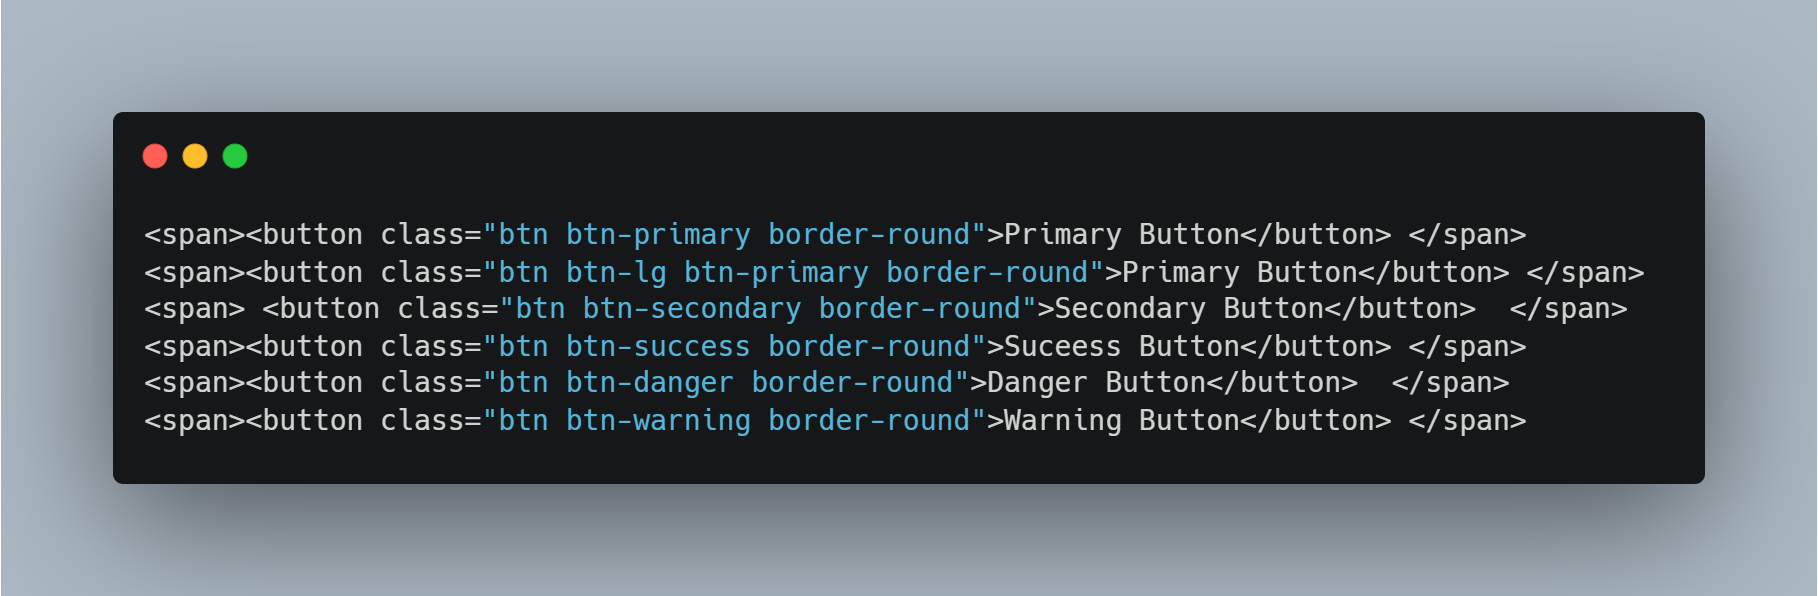 <span><button class="btn btn-primary border-round">Primary Button</button> </span>
<span><button class="btn btn-lg btn-primary border-round">Primary Button</button> </span>
<span> <button class="btn btn-secondary border-round">Secondary Button</button>  </span>
<span><button class="btn btn-success border-round">Suceess Button</button> </span>
<span><button class="btn btn-danger border-round">Danger Button</button>  </span>
<span><button class="btn btn-warning border-round">Warning Button</button> </span>